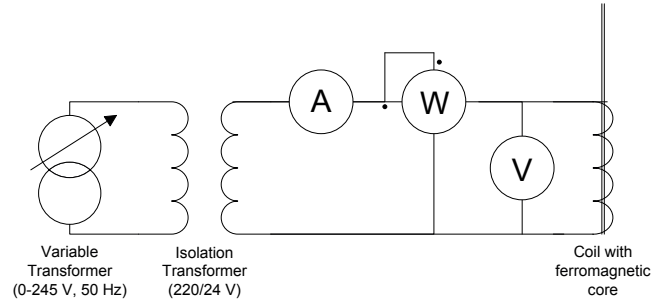 A
W
V
Variable
Transformer
(0-245 V, 50 Hz)
Isolation
Transformer
(220/24 V)
Coil with
ferromagnetic
core